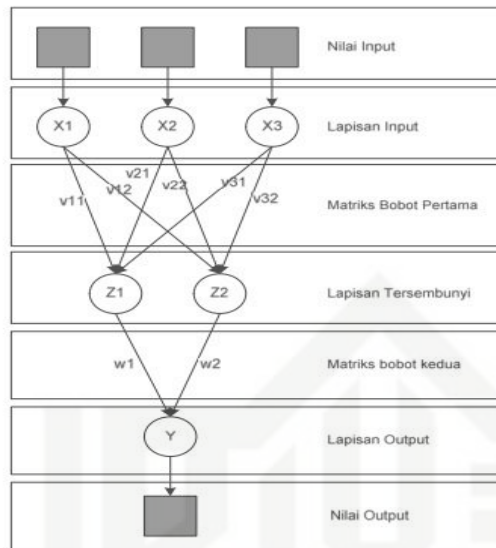 Nilai Input
X1 X2 X3 Lapisan Input
v11 v12 v21 v22 v31 v32 Matriks Bobot Pertama
Z1 Z2 Lapisan Tersembunyi
w1 w2 Matriks bobot kedua
Y Lapisan Output
Nilai Output